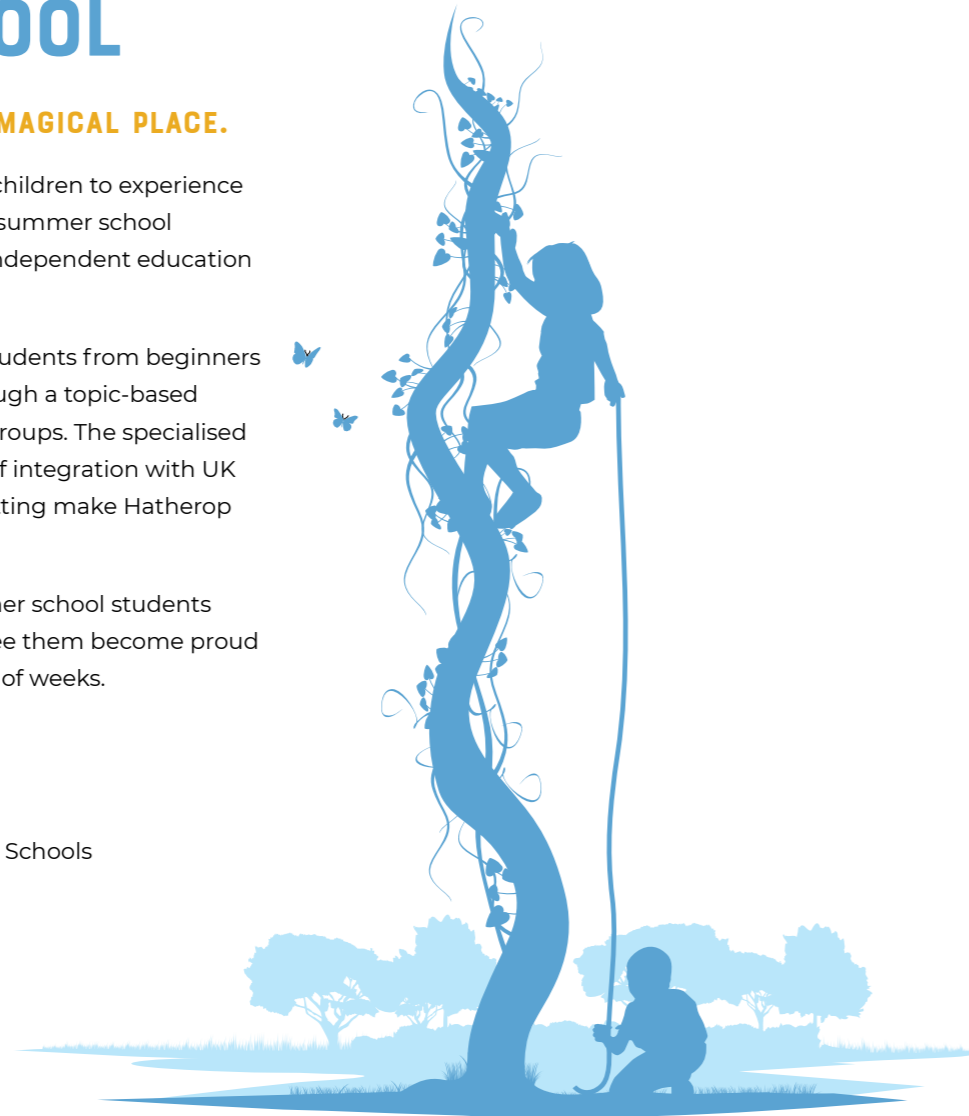 OOL
MAGICAL PLACE.
children to experience
summer school
ndependent education
udents from beginners
ugh a topic-based
roups. The specialised
f integration with UK
ting make Hatherop
er school students
ee them become proud
of weeks.
Schools